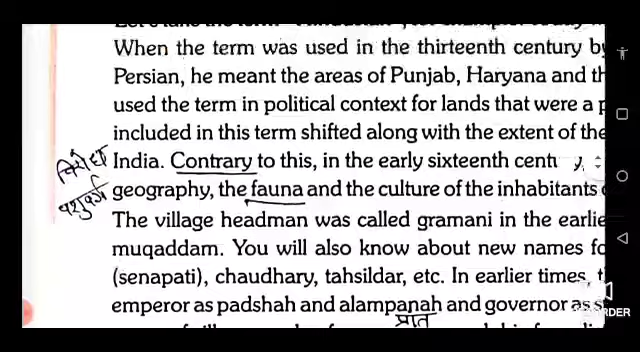 When the term was used in the thirteenth century by
Persian, he meant the areas of Punjab, Haryana and th
used the term in political context for lands that were a p
included in this term shifted along with the extent of the
विरोध India. Contrary to this, in the early sixteenth cent
पशुवर्ग geography, the fauna and the culture of the inhabitants
The village headman was called gramani in the earlie
muqaddam. You will also know about new names fo
(senapati), chaudhary, tahsildar, etc. In earlier times, t
emperor as padshah and alampanah and governor as s
प्रांत